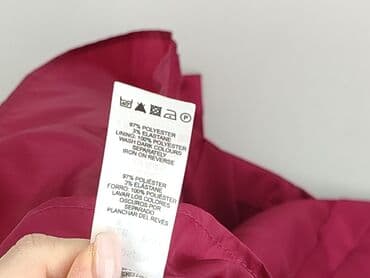 97% POLYESTER
3% ELASTANE
LINING: 100% POLYESTER
WASH DARK COLOURS
SEPARATELY
IRON ON REVERSE
97% POLIÉSTER
3% ELASTANE
FORRO: 100% POLIÉSTER
LAVAR LOS COLORES
OSCUROS POR
SEPARADO
PLANCHAR DEL REVÉS